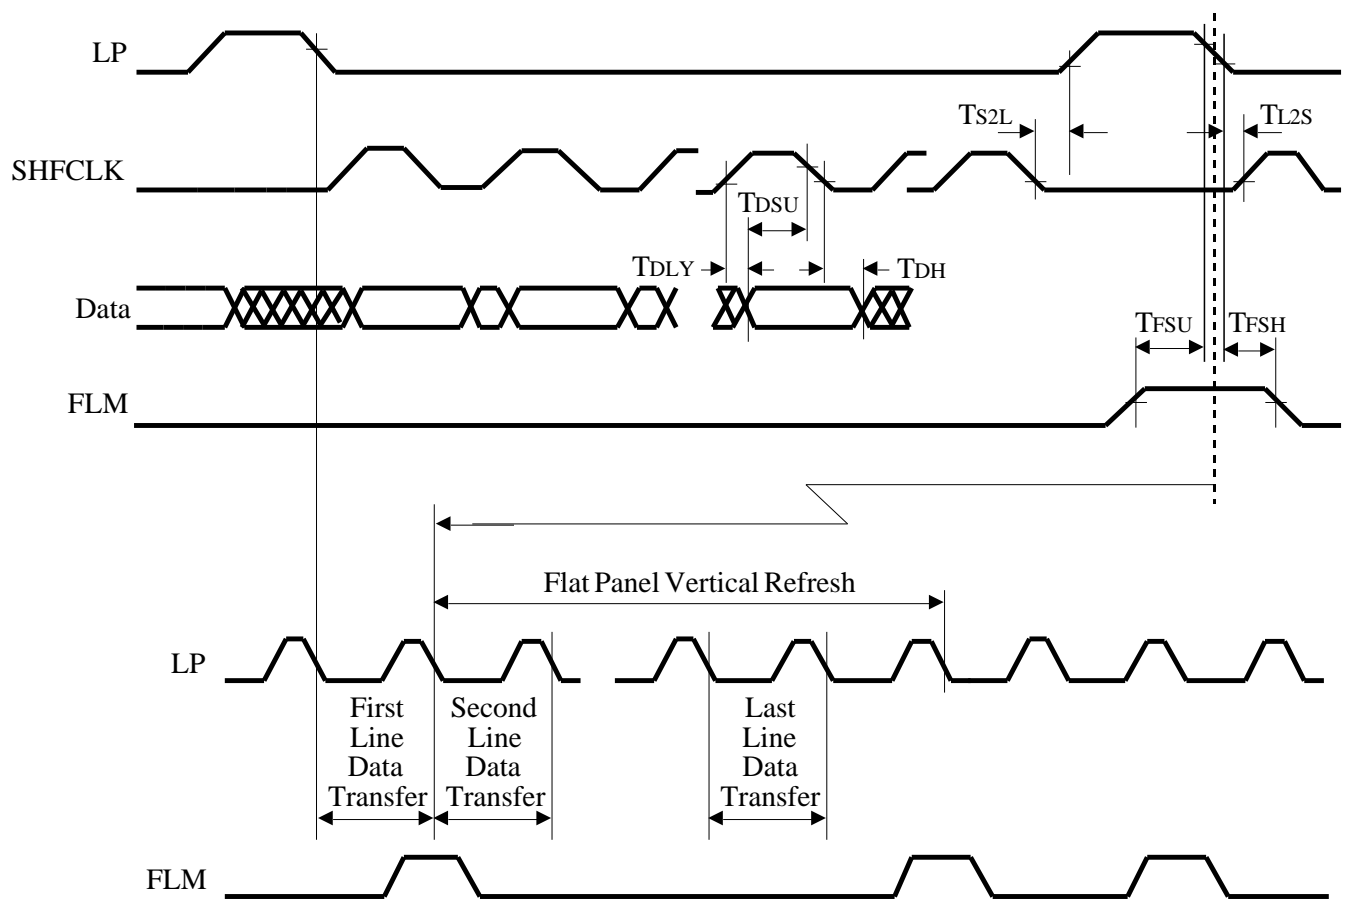 LP
TS2L
TL2S
SHFCLK
TDSU
TDLY
TDH
Data
TFSU
TFSH
FLM
Flat Panel Vertical Refresh
LP
First
Line
Data
Transfer
Second
Line
Data
Transfer
Last
Line
Data
Transfer
FLM